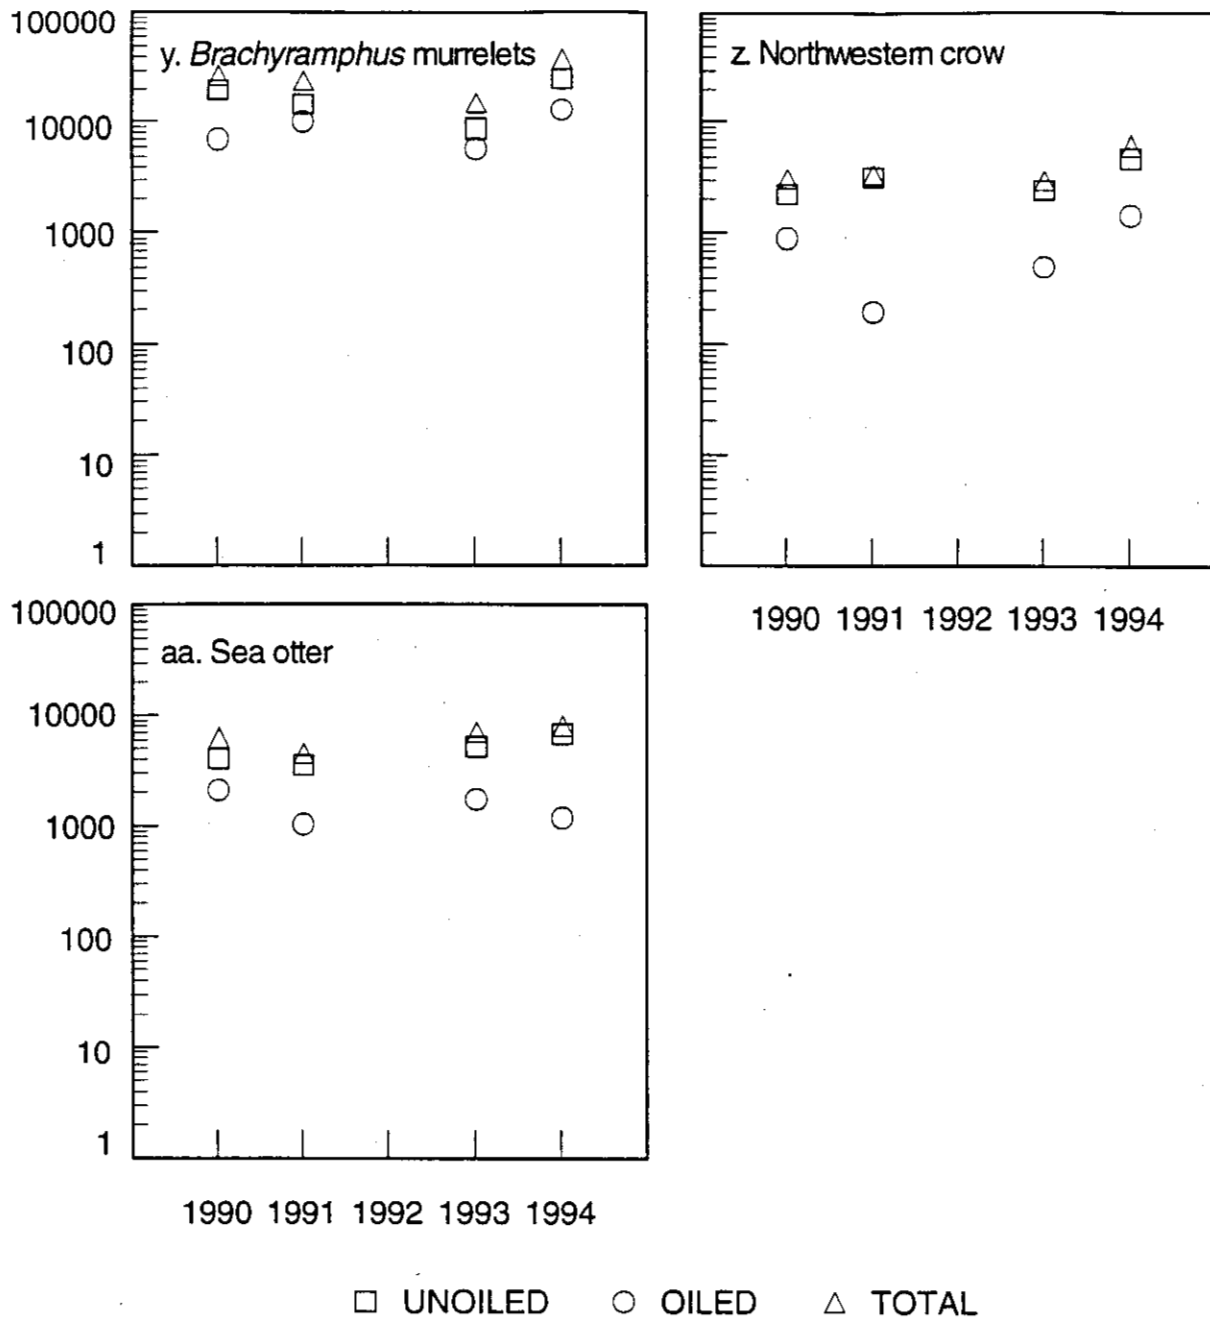 100000
10000
1000
100
10
1
y. Brachyramphus murrelets
z. Northwestern crow
1990 1991 1992 1993 1994
100000
10000
1000
100
10
1
aa. Sea otter
1990 1991 1992 1993 1994
UNOILED OILED TOTAL